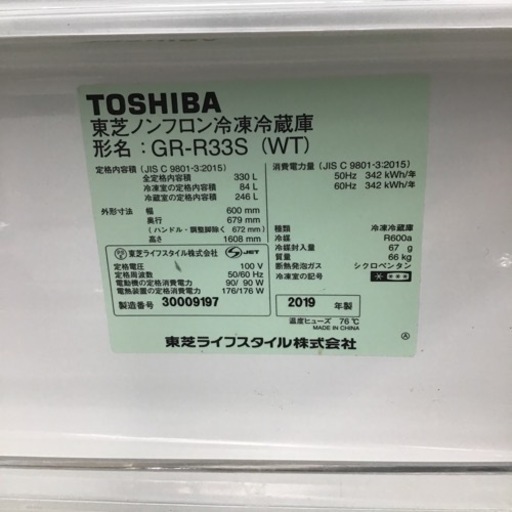 TOSHIBA
東芝ノンフロン冷凍冷蔵庫
形名：GR-R33S (WT)
定格内容積 (JIS C 9801-3:2015)
全定格内容積 330 L
冷凍室の定格内容積 84 L
冷蔵室の定格内容積 246 L
外形寸法 幅 600 mm
奥行 679 mm
(ハンドル・調整脚除く 672 mm)
高さ 1608 mm
消費電力量 (JIS C 9801-3:2015)
50Hz 342 kWh/年
60Hz 342 kWh/年
種類 冷凍冷蔵庫
冷媒 R600a
冷媒封入量 67 g
質量 66 kg
断熱発泡ガス シクロペンタン
冷凍室の記号
東芝ライフスタイル株式会社 JET
定格電圧 100 V
定格周波数 50/60 Hz
電動機の定格消費電力 90/ 90 W
電熱装置の定格消費電力 176/176 W
製造番号 30009197
2019 年製
温度ヒューズ 76℃
MADE IN CHINA
東芝ライフスタイル株式会社